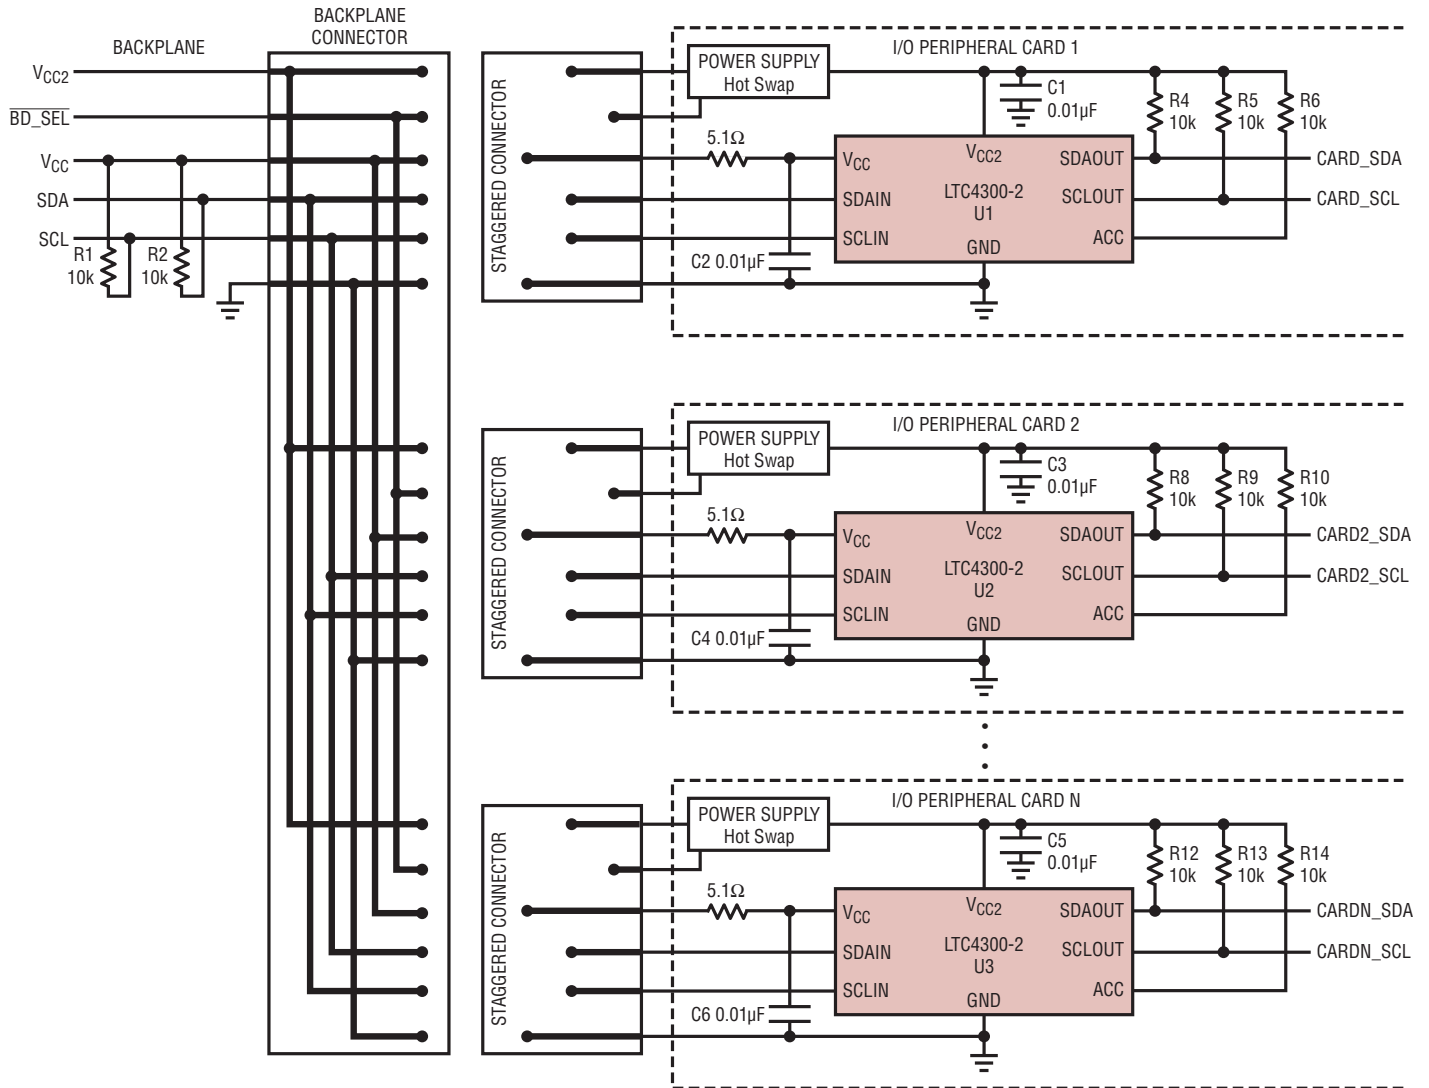 BACKPLANE
BACKPLANE
CONNECTOR
VCC2
BD_SEL
VCC
SDA
SCL
R1
10k
R2
10k
STAGGERED CONNECTOR
I/O PERIPHERAL CARD 1
POWER SUPPLY
Hot Swap
C1
0.01µF
R4
10k
R5
10k
R6
10k
5.1Ω
VCC
VCC2
SDAOUT
CARD_SDA
SDAIN
LTC4300-2
U1
SCLOUT
CARD_SCL
SCLIN
GND
ACC
C2 0.01µF
STAGGERED CONNECTOR
I/O PERIPHERAL CARD 2
POWER SUPPLY
Hot Swap
C3
0.01µF
R8
10k
R9
10k
R10
10k
5.1Ω
VCC
VCC2
SDAOUT
CARD2_SDA
SDAIN
LTC4300-2
U2
SCLOUT
CARD2_SCL
SCLIN
GND
ACC
C4 0.01µF
STAGGERED CONNECTOR
I/O PERIPHERAL CARD N
POWER SUPPLY
Hot Swap
C5
0.01µF
R12
10k
R13
10k
R14
10k
5.1Ω
VCC
VCC2
SDAOUT
CARDN_SDA
SDAIN
LTC4300-2
U3
SCLOUT
CARDN_SCL
SCLIN
GND
ACC
C6 0.01µF